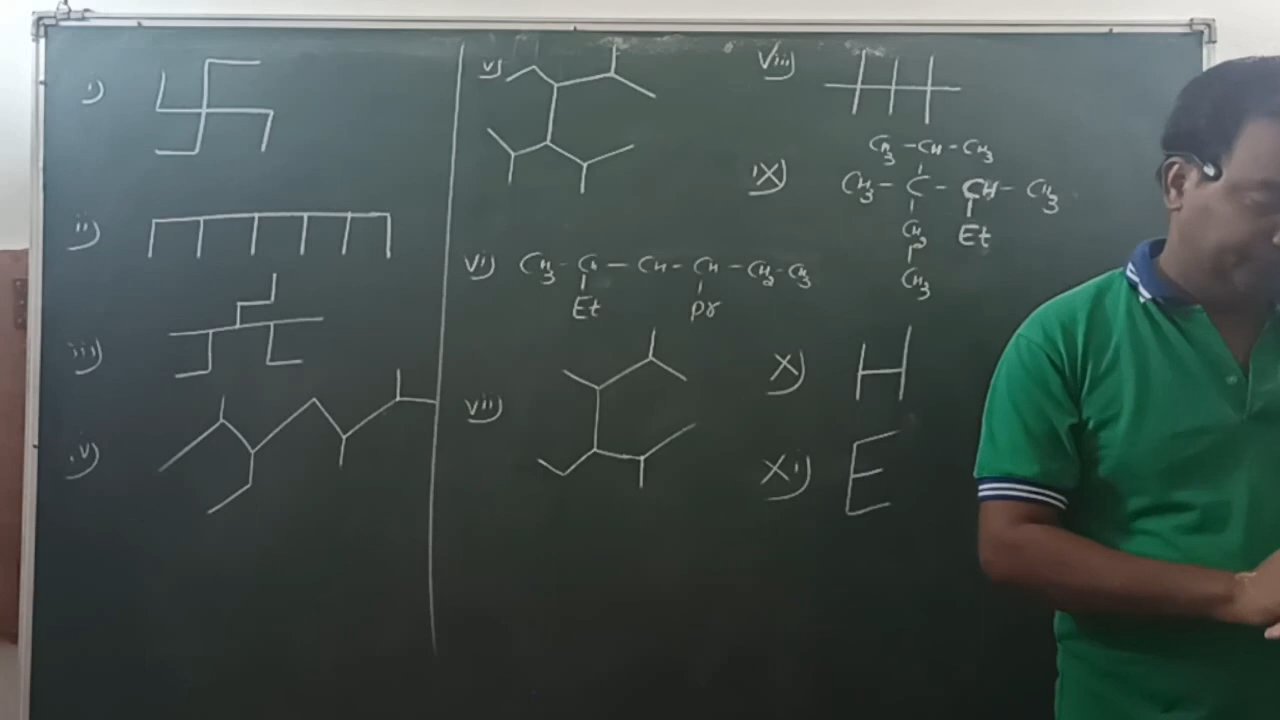 i)
ii)
iii)
iv)
v)
vi) CH3 - CH - CH - CH - CH2 - CH3
Et pr
vii)
viii)
ix)
CH3 - CH - CH3
CH3 - C - CH - CH3
CH2 Et
CH3
x) H
xi) E